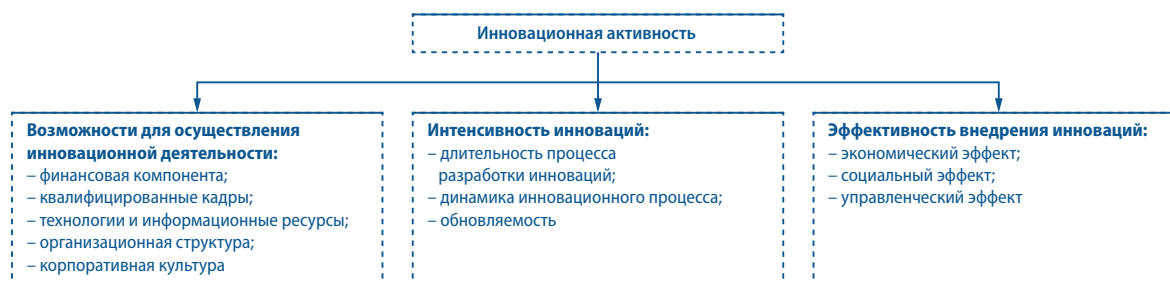 Инновационная активность
Возможности для осуществления
инновационной деятельности:
– финансовая компонента;
– квалифицированные кадры;
– технологии и информационные ресурсы;
– организационная структура;
– корпоративная культура
Интенсивность инноваций:
– длительность процесса
разработки инноваций;
– динамика инновационного процесса;
– обновляемость
Эффективность внедрения инноваций:
– экономический эффект;
– социальный эффект;
– управленческий эффект